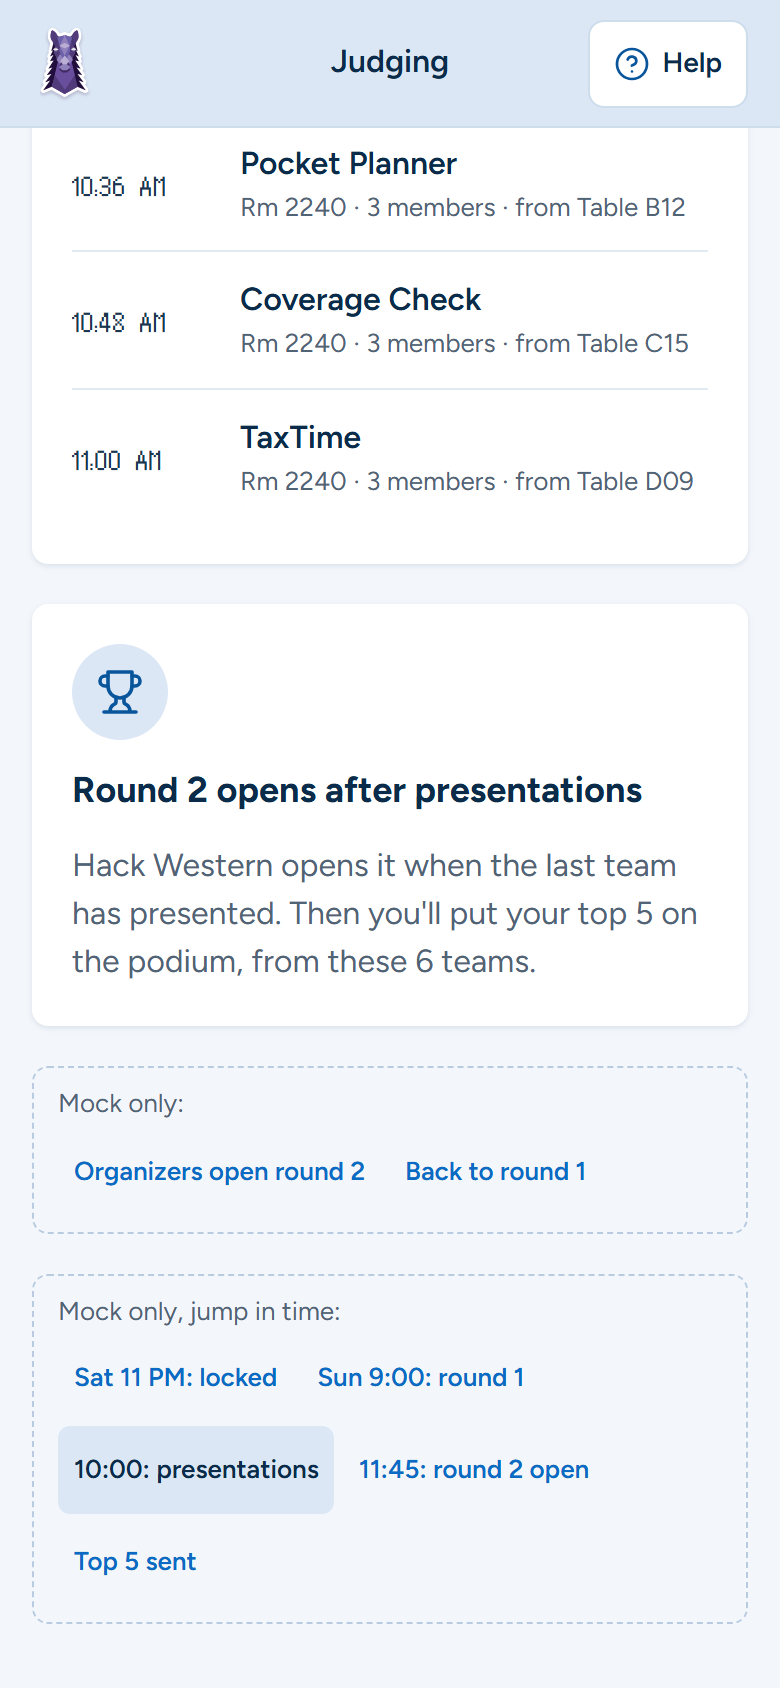 Judging
Help
Pocket Planner
10:36 AM
Rm 2240 · 3 members · from Table B12
Coverage Check
10:48 AM
Rm 2240 · 3 members · from Table C15
TaxTime
11:00 AM
Rm 2240 · 3 members · from Table D09
Round 2 opens after presentations
Hack Western opens it when the last team
has presented. Then you'll put your top 5 on
the podium, from these 6 teams.
Mock only:
Organizers open round 2 Back to round 1
Mock only, jump in time:
Sat 11 PM: locked Sun 9:00: round 1
10:00: presentations 11:45: round 2 open
Top 5 sent